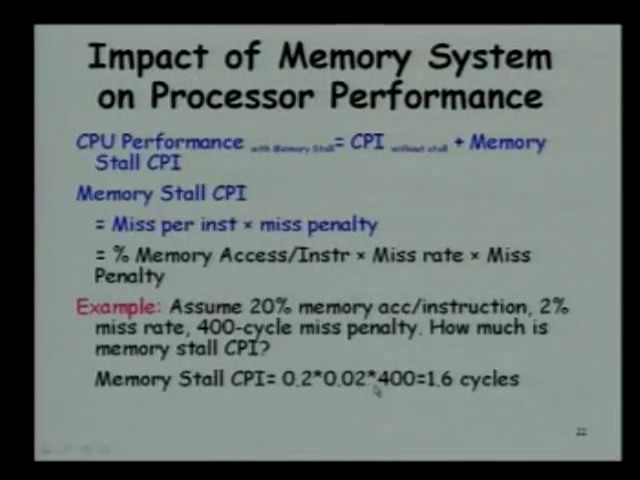 Impact of Memory System
on Processor Performance
CPU Performance with Memory Stall= CPI without stall + Memory
Stall CPI
Memory Stall CPI
= Miss per inst × miss penalty
= % Memory Access/Instr × Miss rate × Miss
Penalty
Example: Assume 20% memory acc/instruction, 2%
miss rate, 400-cycle miss penalty. How much is
memory stall CPI?
Memory Stall CPI= 0.2*0.02*400=1.6 cycles
22